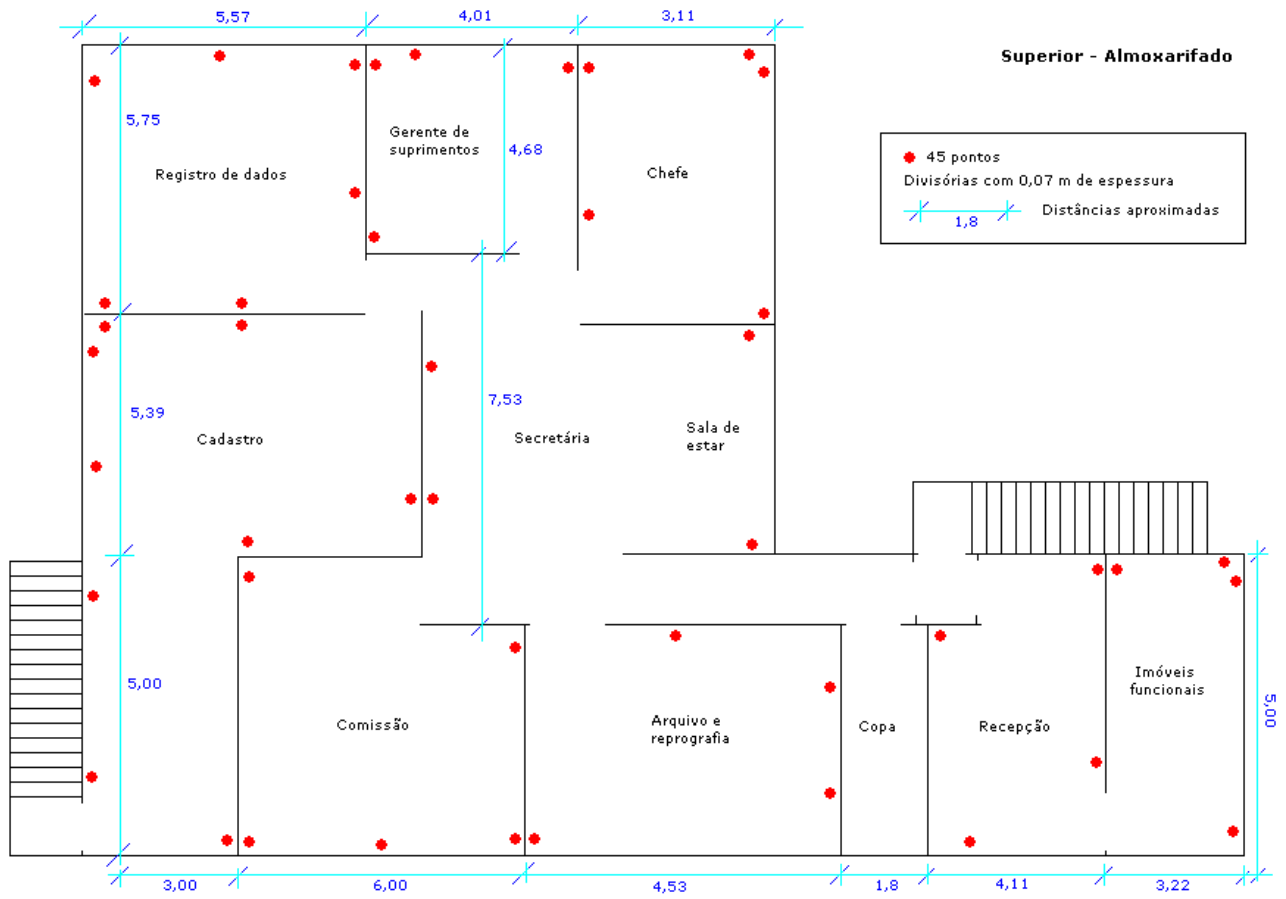 5,57
4,01
3,11
Superior - Almoxarifado
5,75
Gerente de
suprimentos
4,68
Registro de dados
Chefe
45 pontos
Divisórias com 0,07 m de espessura
1,8
Distâncias aproximadas
5,39
7,53
Cadastro
Secretária
Sala de
estar
5,00
Comissão
Arquivo e
reprografia
Copa
Recepção
Imóveis
funcionais
5,00
3,00
6,00
4,53
1,8
4,11
3,22